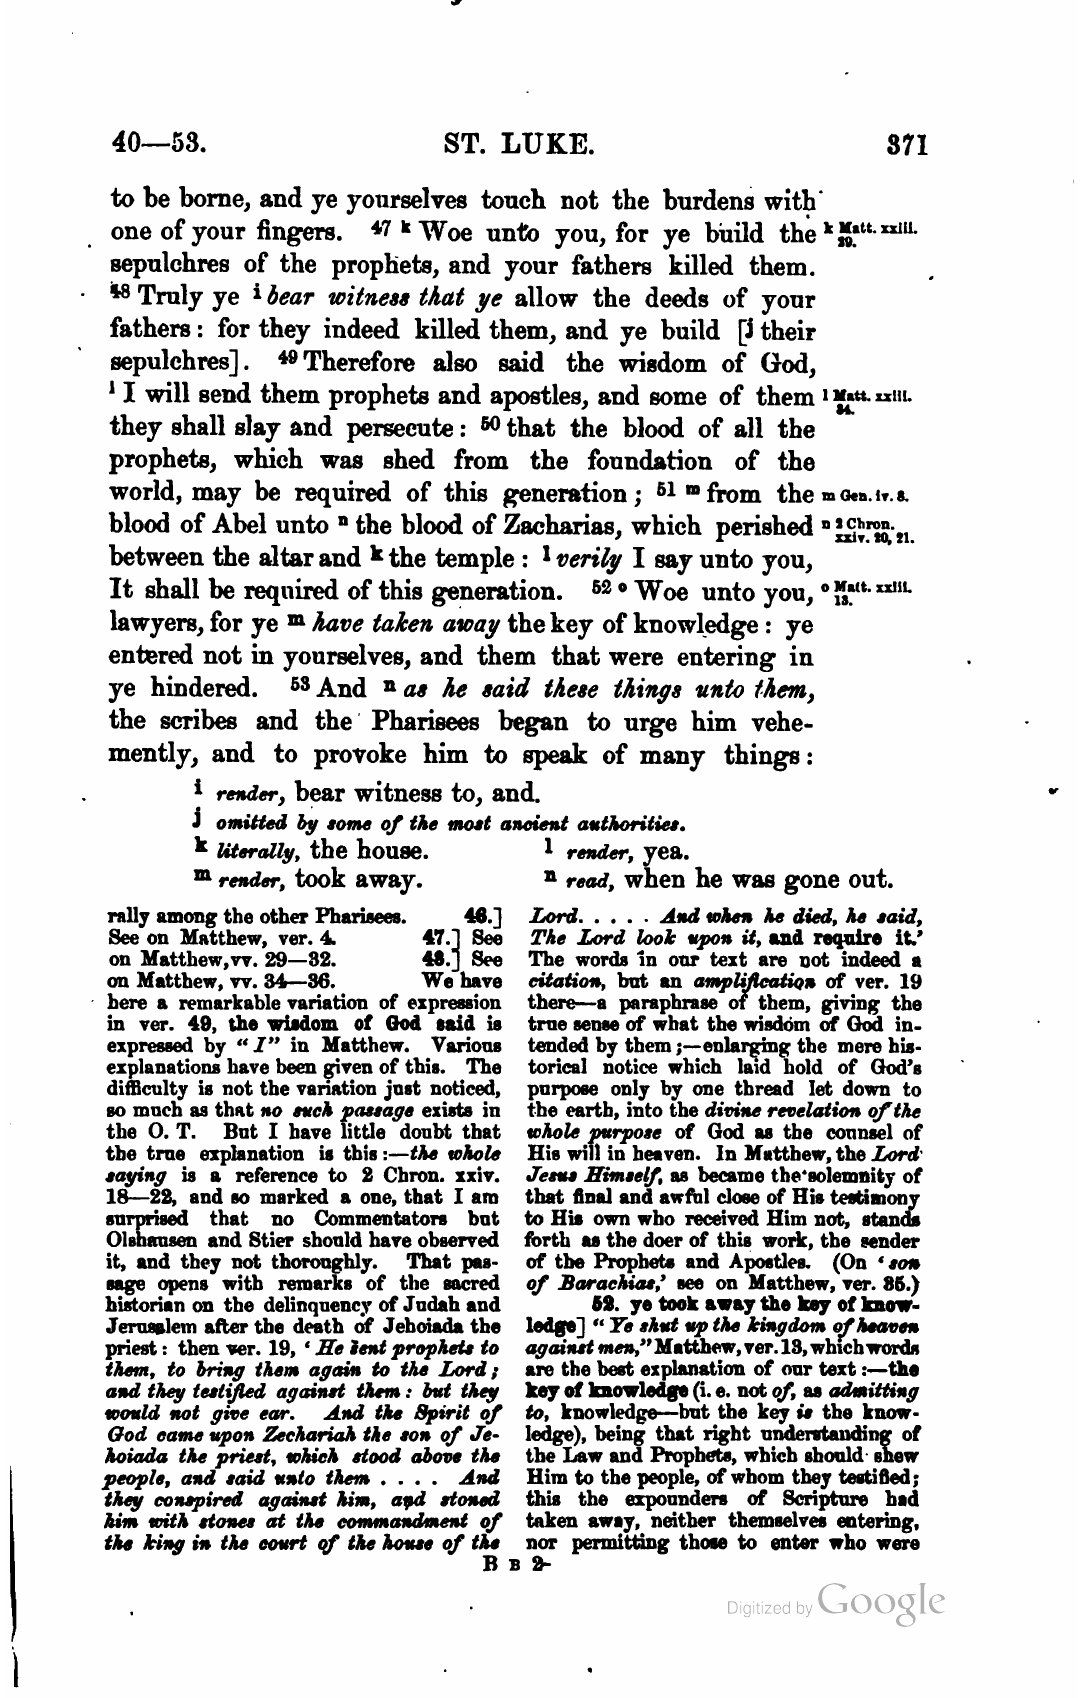 40—53. ST. LUKE. 371
to be borne, and ye yourselves touch not the burdens with
one of your fingers. 47 k Woe unto you, for ye build the
k Matt. xxiii. 29.
sepulchres of the prophets, and your fathers killed them.
48 Truly ye i bear witness that ye allow the deeds of your
fathers: for they indeed killed them, and ye build [j their
sepulchres]. 49 Therefore also said the wisdom of God,
l I will send them prophets and apostles, and some of them
l Matt. xxiii. 34.
they shall slay and persecute: 50 that the blood of all the
prophets, which was shed from the foundation of the
world, may be required of this generation; 51 m from the
m Gen. iv. 8.
blood of Abel unto n the blood of Zacharias, which perished
n 2 Chron. xxiv. 20, 21.
between the altar and k the temple: l verily I say unto you,
It shall be required of this generation. 52 o Woe unto you,
o Matt. xxiii. 13.
lawyers, for ye m have taken away the key of knowledge: ye
entered not in yourselves, and them that were entering in
ye hindered. 53 And n as he said these things unto them,
the scribes and the Pharisees began to urge him vehe-
mently, and to provoke him to speak of many things:
i render, bear witness to, and.
j omitted by some of the most ancient authorities.
k literally, the house. l render, yea.
m render, took away. n read, when he was gone out.
rally among the other Pharisees. 46.]
See on Matthew, ver. 4. 47.] See
on Matthew, vv. 29—32. 48.] See
on Matthew, vv. 34—36. We have
here a remarkable variation of expression
in ver. 49, the wisdom of God said is
expressed by "I" in Matthew. Various
explanations have been given of this. The
difficulty is not the variation just noticed,
so much as that no such passage exists in
the O. T. But I have little doubt that
the true explanation is this:—the whole
saying is a reference to 2 Chron. xxiv.
18—22, and so marked a one, that I am
surprised that no Commentators but
Olshausen and Stier should have observed
it, and they not thoroughly. That pas-
sage opens with remarks of the sacred
historian on the delinquency of Judah and
Jerusalem after the death of Jehoiada the
priest: then ver. 19, 'He sent prophets to
them, to bring them again to the Lord;
and they testified against them: but they
would not give ear. And the Spirit of
God came upon Zechariah the son of Je-
hoiada the priest, which stood above the
people, and said unto them . . . . And
they conspired against him, and stoned
him with stones at the commandment of
the king in the court of the house of the
Lord. . . . . And when he died, he said,
The Lord look upon it, and require it.'
The words in our text are not indeed a
citation, but an amplification of ver. 19
there—a paraphrase of them, giving the
true sense of what the wisdom of God in-
tended by them;—enlarging the mere his-
torical notice which laid hold of God's
purpose only by one thread let down to
the earth, into the divine revelation of the
whole purpose of God as the counsel of
His will in heaven. In Matthew, the Lord
Jesus Himself, as became the solemnity of
that final and awful close of His testimony
to His own who received Him not, stands
forth as the doer of this work, the sender
of the Prophets and Apostles. (On 'son
of Barachias,' see on Matthew, ver. 35.)
52. ye took away the key of know-
ledge] "Ye shut up the kingdom of heaven
against men," Matthew, ver. 13, which words
are the best explanation of our text:—the
key of knowledge (i. e. not of, as admitting
to, knowledge—but the key is the know-
ledge), being that right understanding of
the Law and Prophets, which should shew
Him to the people, of whom they testified;
this the expounders of Scripture had
taken away, neither themselves entering,
nor permitting those to enter who were
B B 2
Digitized by Google